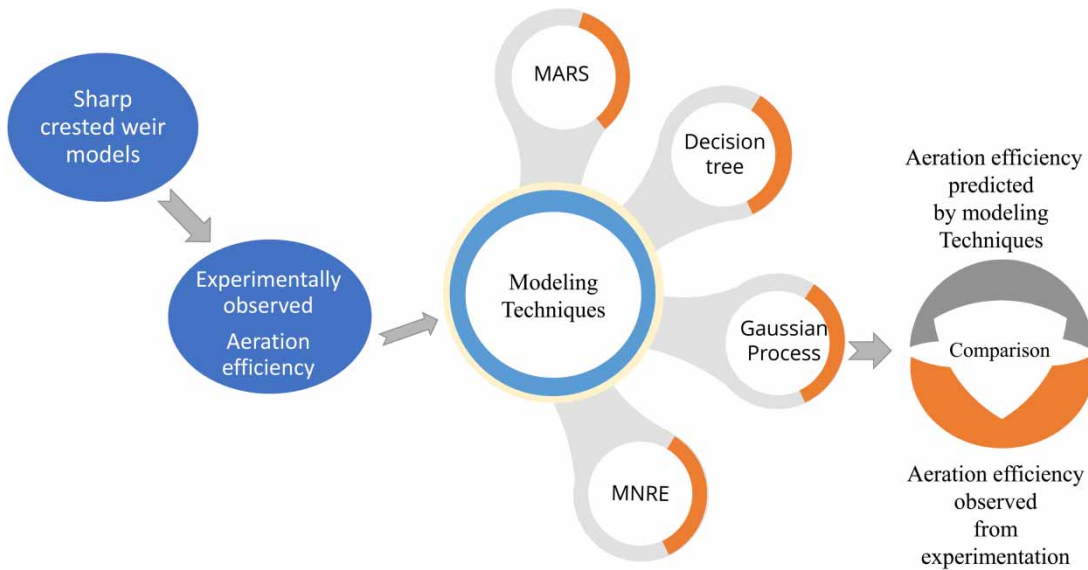 Sharp
crested weir
models
Experimentally
observed
Aeration
efficiency
Modeling
Techniques
MARS
Decision
tree
Gaussian
Process
MNRE
Aeration efficiency
predicted
by modeling
Techniques
Comparison
Aeration efficiency
observed
from
experimentation